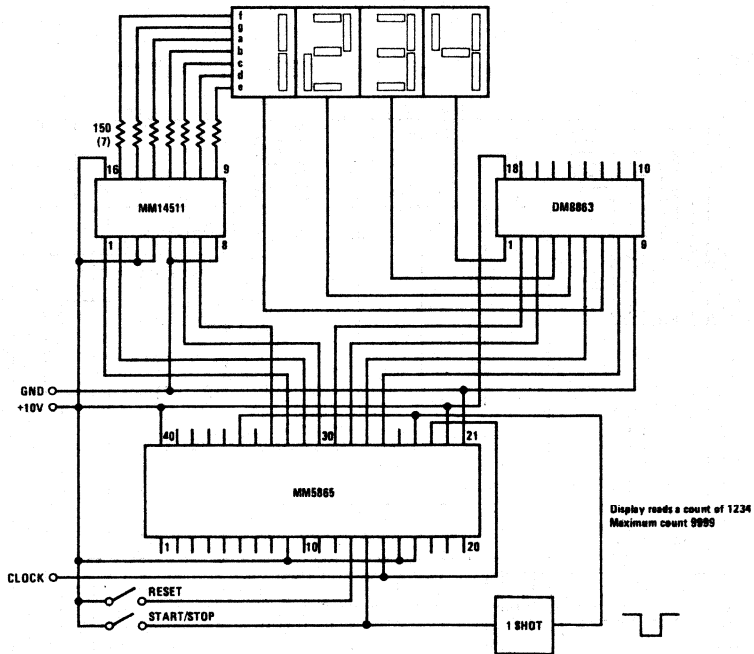 f
g
a
b
c
d
e
150
(7)
16 9
MM14511
1 8
18 10
DM8863
1 9
GND
+10V
40 30 21
MM5865
1 10 20
Display reads a count of 1234
Maximum count 9999
CLOCK
RESET
START/STOP
1 SHOT